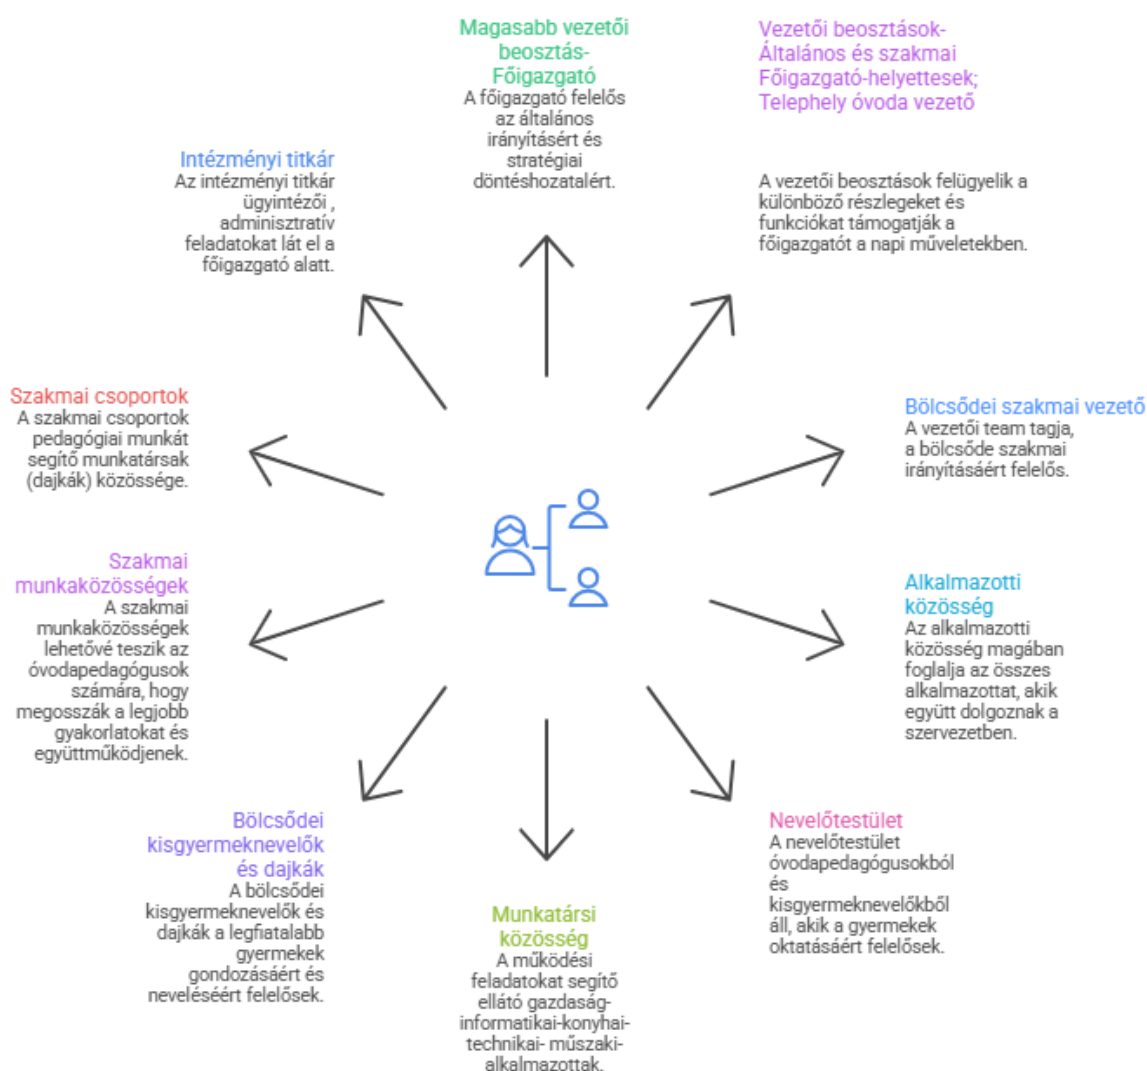 Magasabb vezetői
beosztás-
Főigazgató
A főigazgató felelős
az általános
irányításért és
stratégiai
döntéshozatalért.
Vezetői beosztások-
Általános és szakmai
Főigazgató-helyettesek;
Telephely óvoda vezető
A vezetői beosztások felügyelik a
különböző részlegeket és
funkciókat támogatják a
főigazgatót a napi műveletekben.
Bölcsődei szakmai vezető
A vezetői team tagja,
a bölcsőde szakmai
irányításáért felelős.
Alkalmazotti
közösség
Az alkalmazotti
közösség magában
foglalja az összes
alkalmazottat, akik
együtt dolgoznak a
szervezetben.
Nevelőtestület
A nevelőtestület
óvodapedagógusokból
és
kisgyermeknevelőkből
áll, akik a gyermekek
oktatásáért felelősek.
Munkatársi
közösség
A működési
feladatokat segítő
ellátó gazdaság-
informatikai-konyhai-
technikai- műszaki-
alkalmazottak.
Bölcsődei
kisgyermeknevelők
és dajkák
A bölcsődei
kisgyermeknevelők és
dajkák a legfiatalabb
gyermekek
gondozásáért és
neveléséért felelősek.
Szakmai
munkaközösségek
A szakmai
munkaközösségek
lehetővé teszik az
óvodapedagógusok
számára, hogy
megosszák a legjobb
gyakorlatokat és
együttműködjenek.
Szakmai csoportok
A szakmai csoportok
pedagógiai munkát
segítő munkatársak
(dajkák) közössége.
Intézményi titkár
Az intézményi titkár
ügyintézői ,
adminisztratív
feladatokat lát el a
főigazgató alatt.